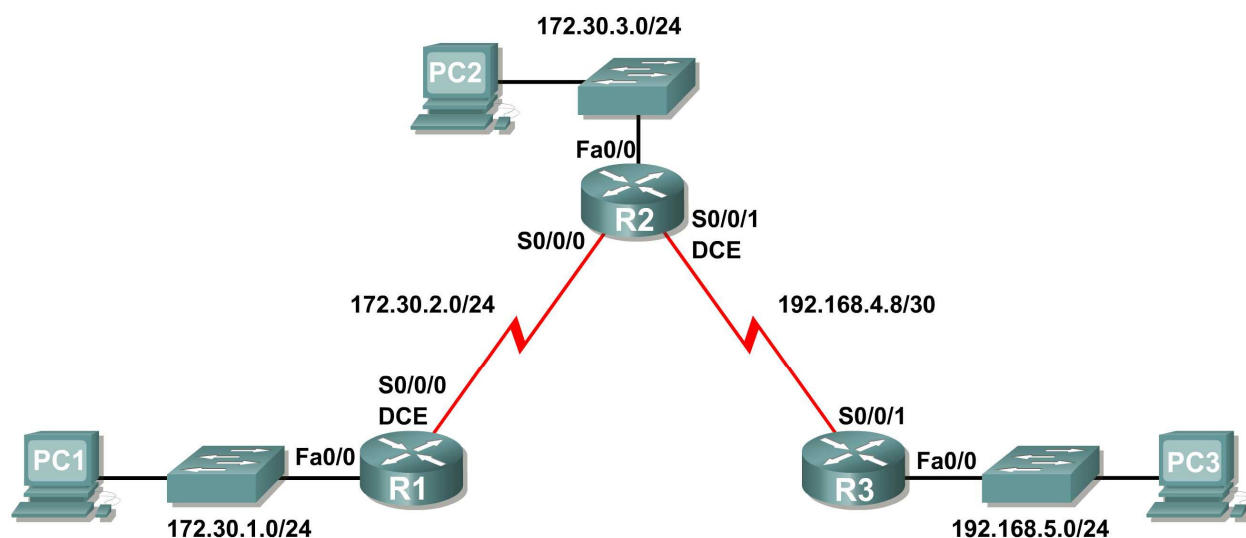 172.30.3.0/24
PC2
Fa0/0
R2
S0/0/0
S0/0/1
DCE
172.30.2.0/24
192.168.4.8/30
S0/0/0
DCE
S0/0/1
PC1
Fa0/0
R1
172.30.1.0/24
R3
Fa0/0
PC3
192.168.5.0/24